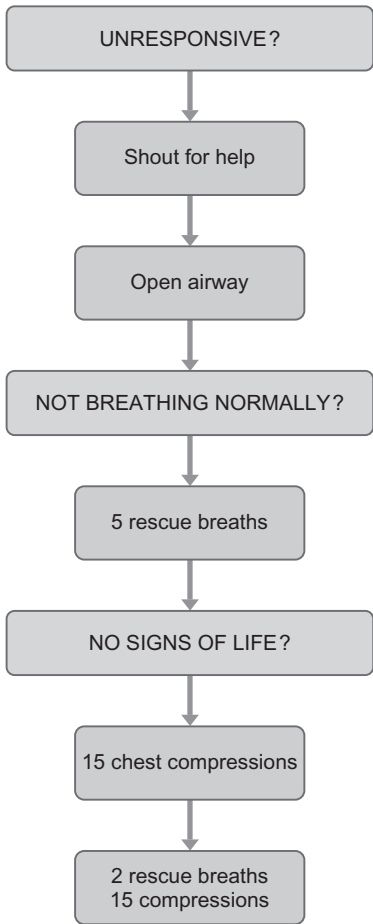 UNRESPONSIVE?
Shout for help
Open airway
NOT BREATHING NORMALLY?
5 rescue breaths
NO SIGNS OF LIFE?
15 chest compressions
2 rescue breaths
15 compressions